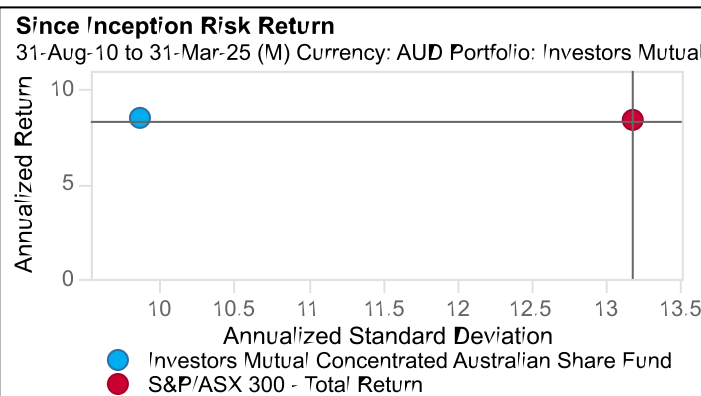 Since Inception Risk Return
31-Aug-10 to 31-Mar-25 (M) Currency: AUD Portfolio: Investors Mutual
Annualized Return
10
5
0
10 10.5 11 11.5 12 12.5 13 13.5
Annualized Standard Deviation
Investors Mutual Concentrated Australian Share Fund
S&P/ASX 300 - Total Return